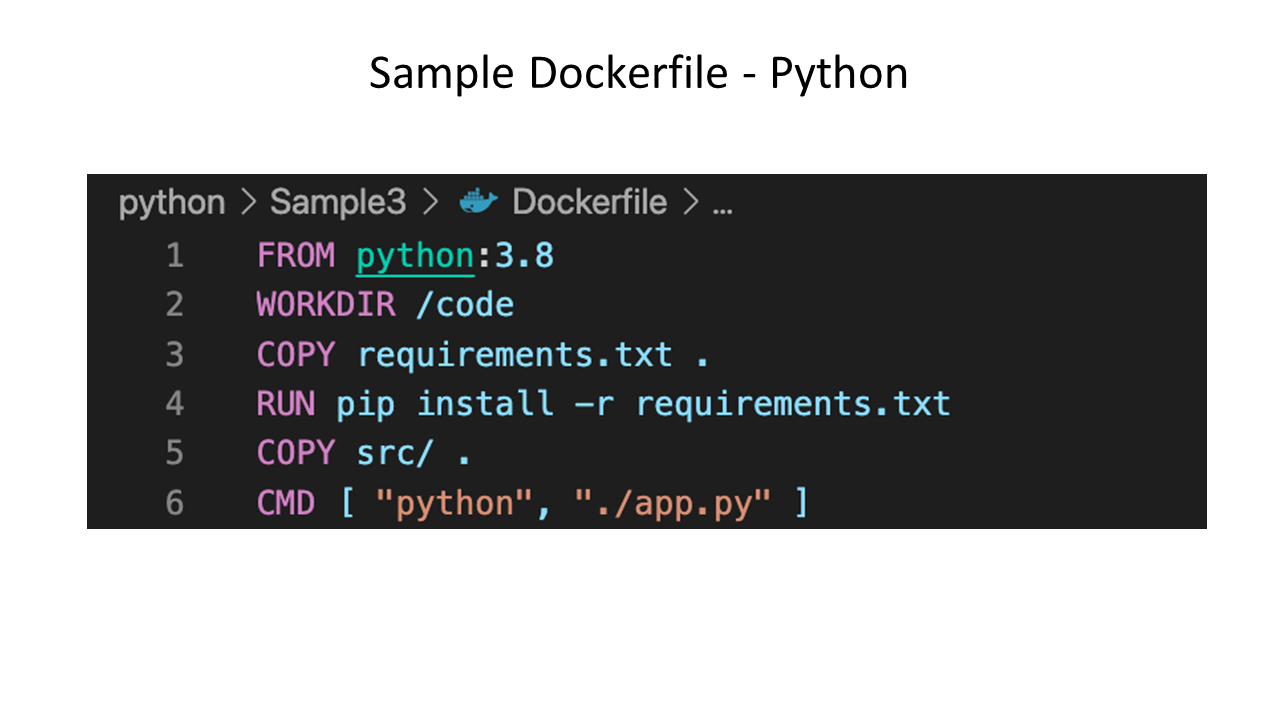 Sample Dockerfile - Python
python > Sample3 > Dockerfile > ...
1 FROM python:3.8
2 WORKDIR /code
3 COPY requirements.txt .
4 RUN pip install -r requirements.txt
5 COPY src/ .
6 CMD [ "python", "./app.py" ]